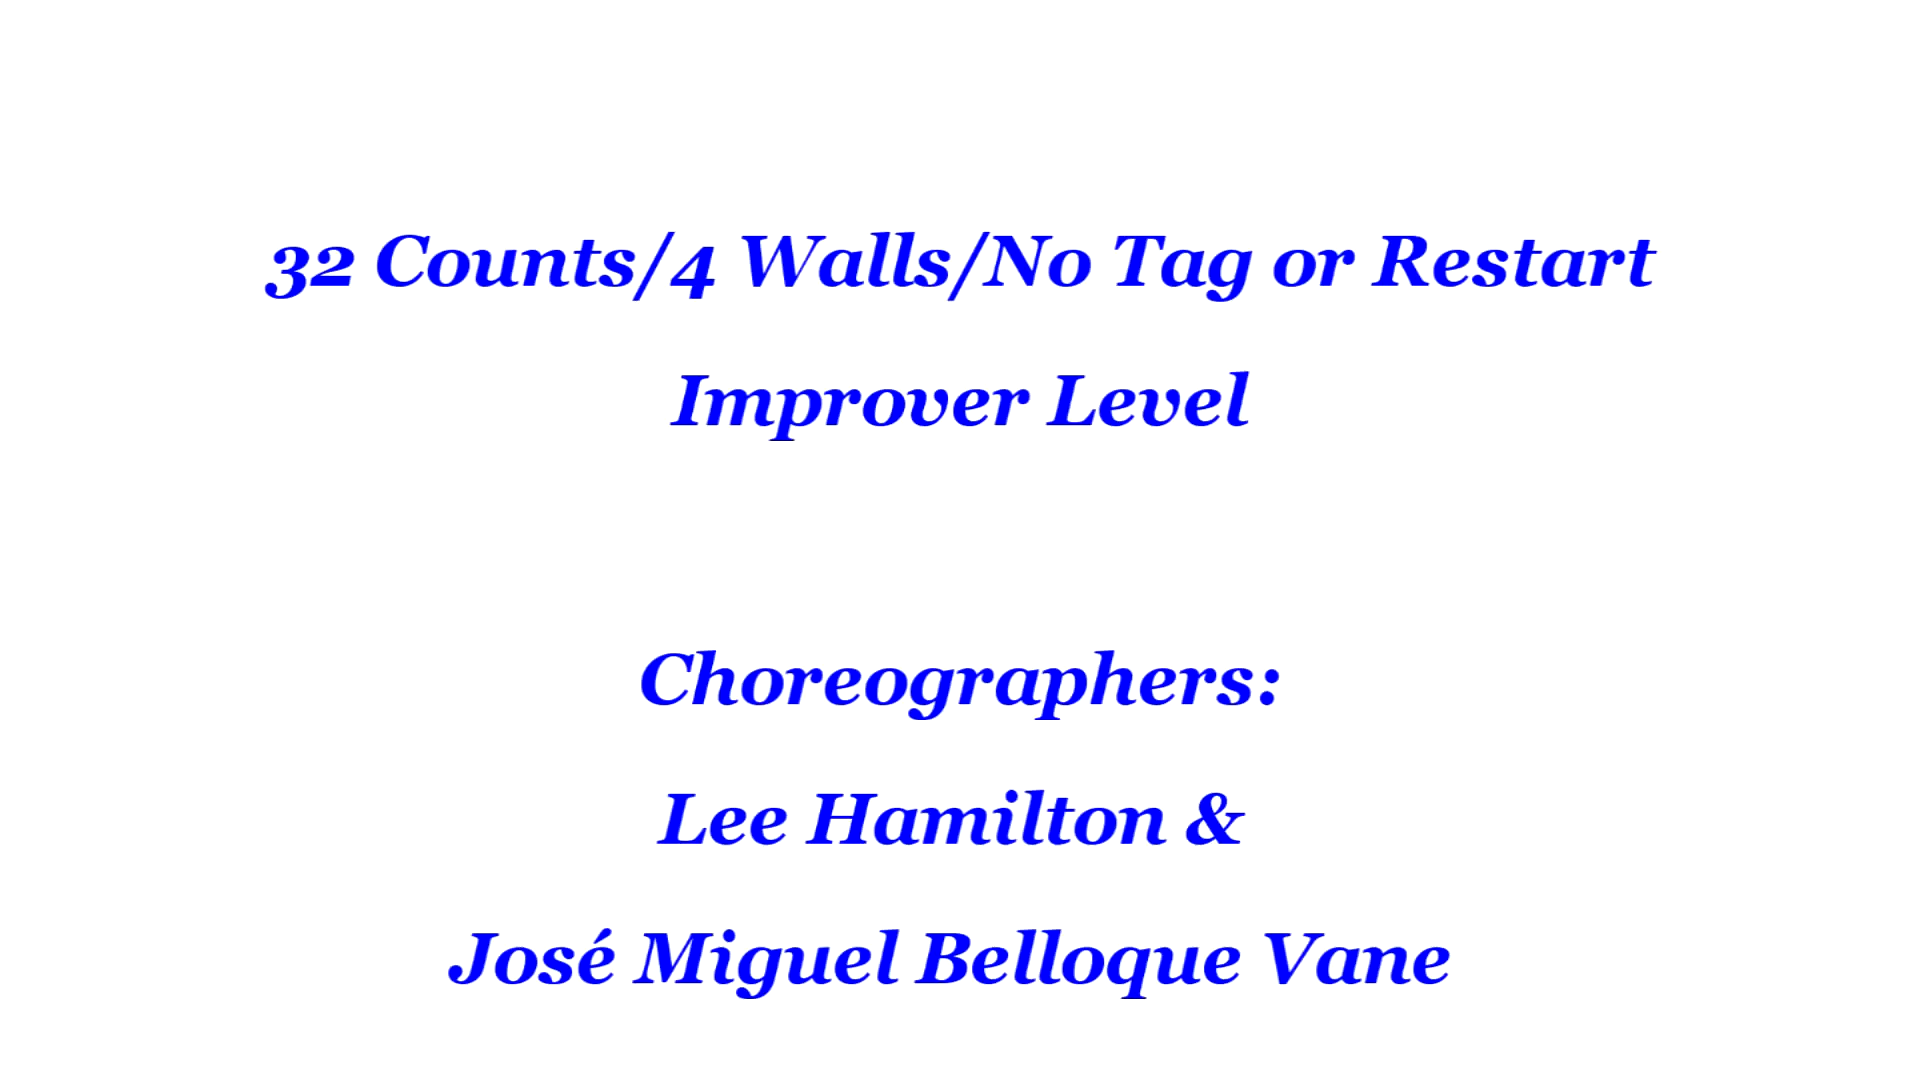 32 Counts/4 Walls/No Tag or Restart
Improver Level
Choreographers:
Lee Hamilton &
José Miguel Belloque Vane